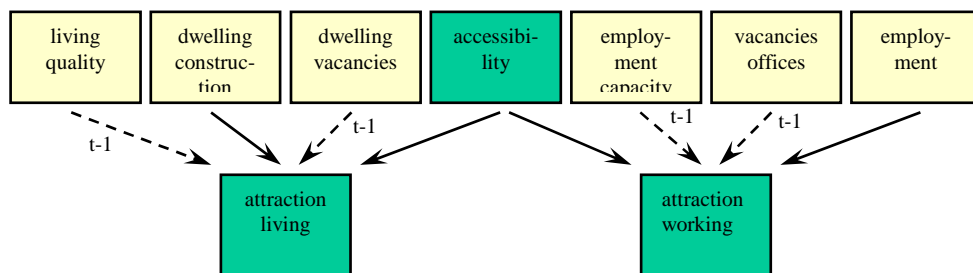 living
quality
dwelling
construc-
tion
dwelling
vacancies
accessibi-
lity
employ-
ment
capacity
vacancies
offices
employ-
ment
t-1
t-1
t-1
t-1
attraction
living
attraction
working